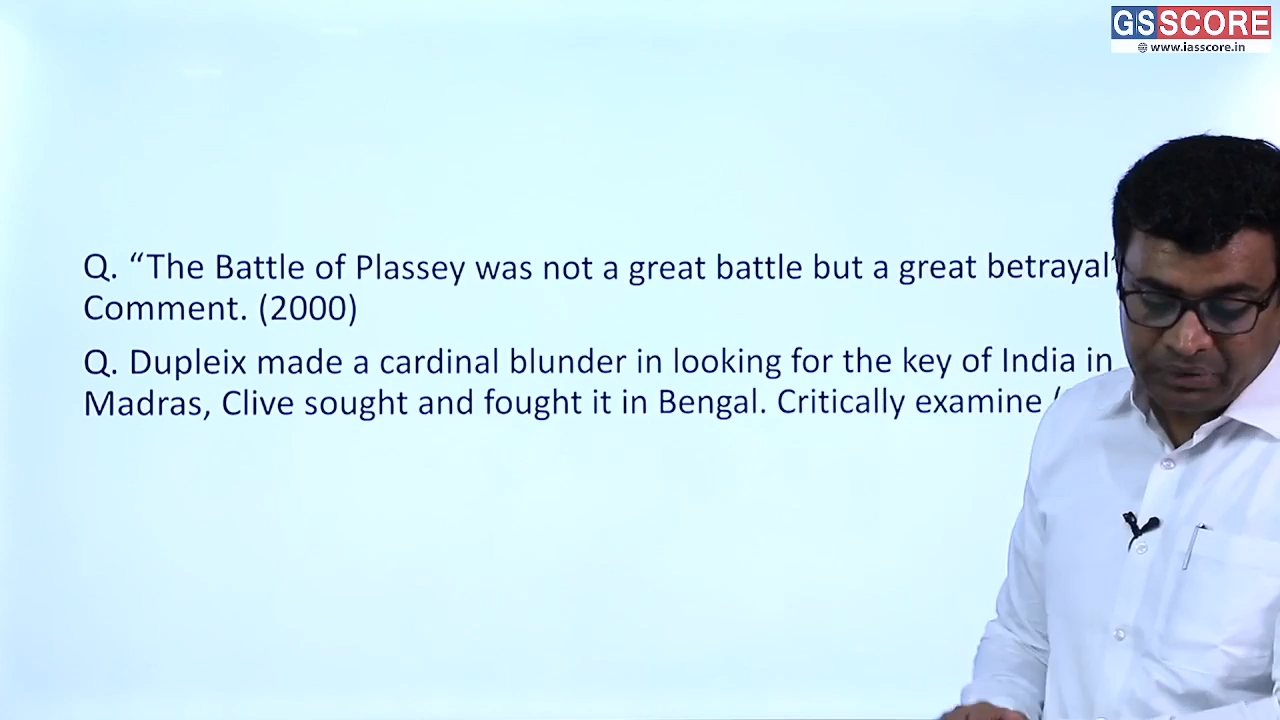 GSSCORE
www.iasscore.in
Q. “The Battle of Plassey was not a great battle but a great betrayal”
Comment. (2000)
Q. Dupleix made a cardinal blunder in looking for the key of India in
Madras, Clive sought and fought it in Bengal. Critically examine (